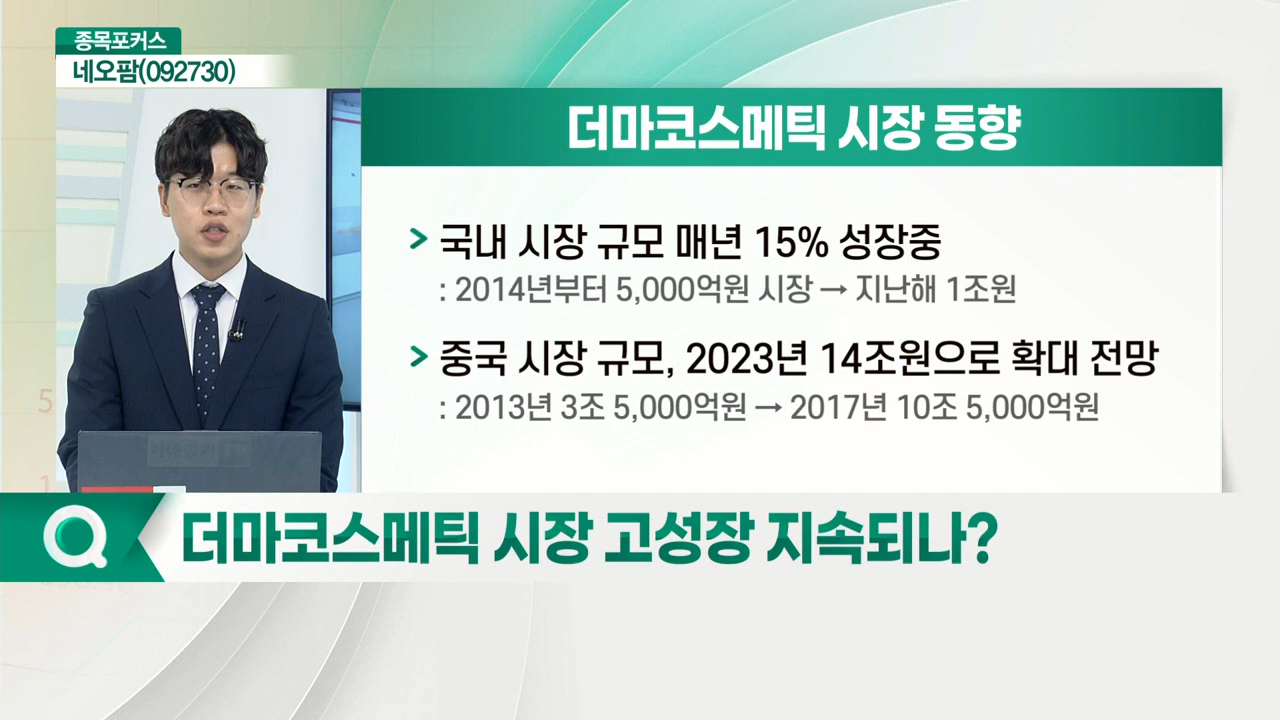 종목포커스
네오팜(092730)
더마코스메틱 시장 동향
> 국내 시장 규모 매년 15% 성장중
: 2014년부터 5,000억원 시장 → 지난해 1조원
> 중국 시장 규모, 2023년 14조원으로 확대 전망
: 2013년 3조 5,000억원 → 2017년 10조 5,000억원
더마코스메틱 시장 고성장 지속되나?